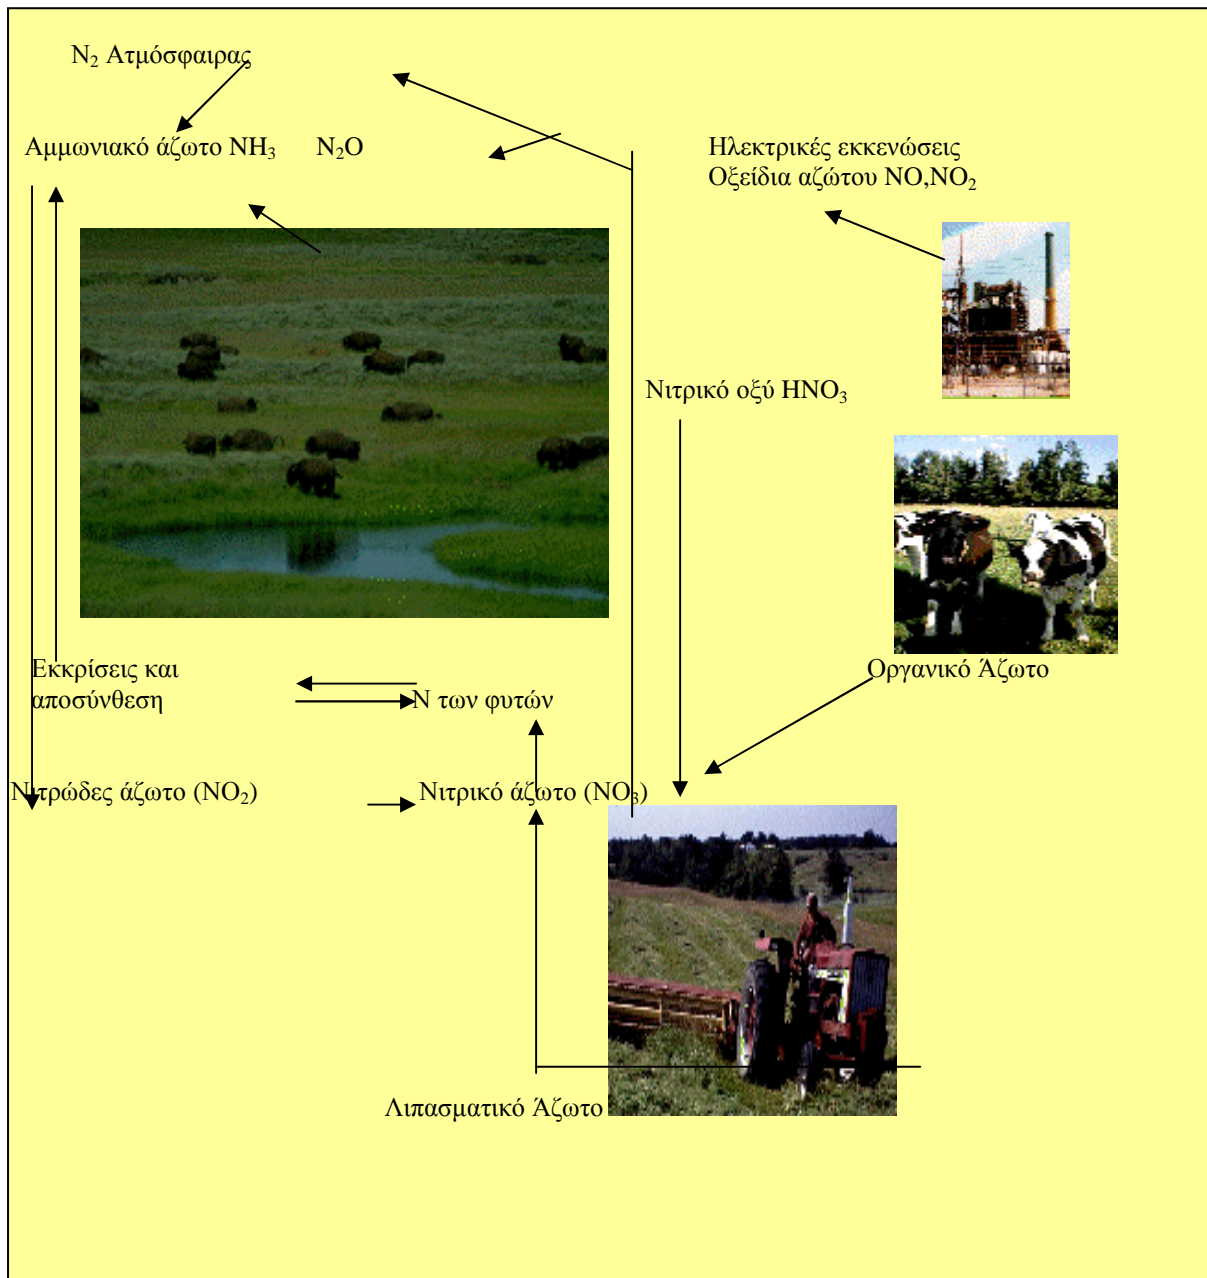 N₂ Ατμόσφαιρας
Αμμωνιακό άζωτο NH₃ N₂O
Ηλεκτρικές εκκενώσεις
Οξείδια αζώτου NO,NO₂
Νιτρικό οξύ HNO₃
Εκκρίσεις και
αποσύνθεση
Οργανικό Άζωτο
Ν των φυτών
Νιτρώδες άζωτο (NO₂)
Νιτρικό άζωτο (NO₃)
Λιπασματικό Άζωτο